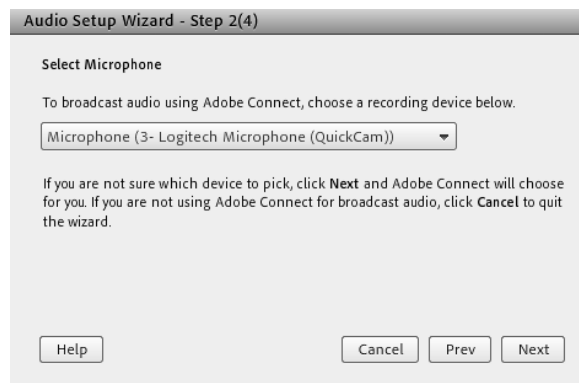 Audio Setup Wizard - Step 2(4)
Select Microphone
To broadcast audio using Adobe Connect, choose a recording device below.
Microphone (3- Logitech Microphone (QuickCam))
If you are not sure which device to pick, click Next and Adobe Connect will choose
for you. If you are not using Adobe Connect for broadcast audio, click Cancel to quit
the wizard.
Help Cancel Prev Next